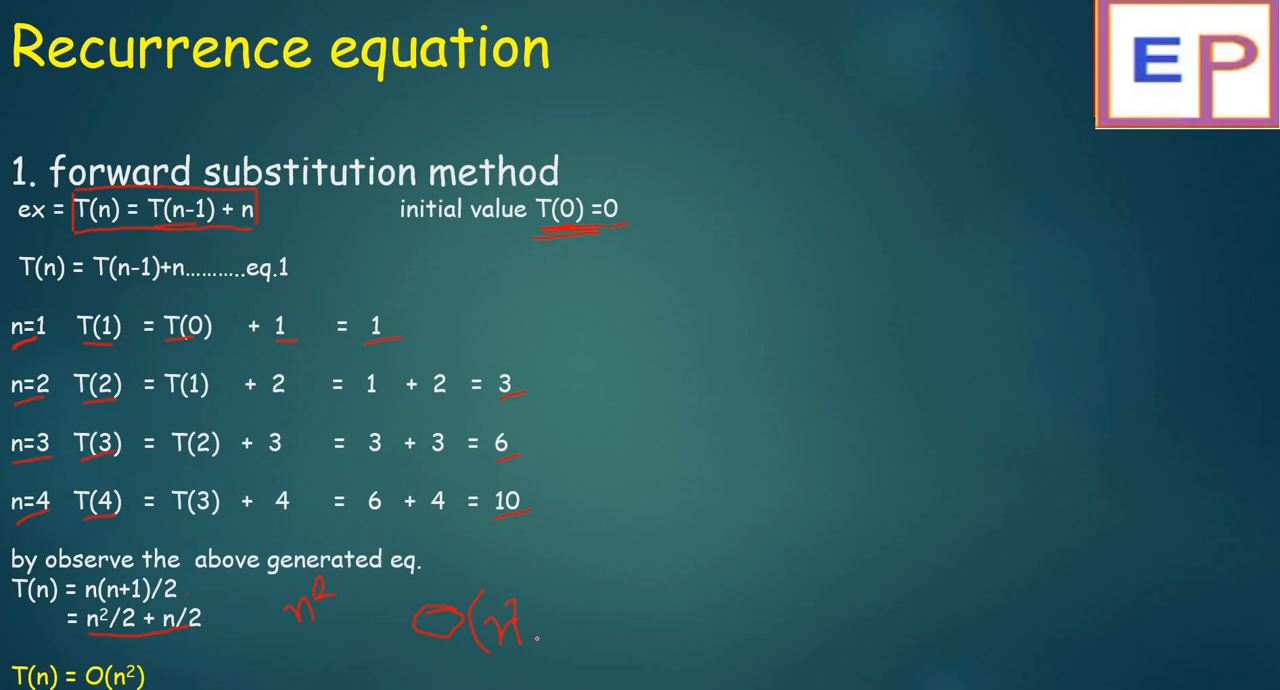 Recurrence equation
EP
1. forward substitution method
ex = T(n) = T(n-1) + n initial value T(0) =0
T(n) = T(n-1)+n...........eq.1
n=1 T(1) = T(0) + 1 = 1
n=2 T(2) = T(1) + 2 = 1 + 2 = 3
n=3 T(3) = T(2) + 3 = 3 + 3 = 6
n=4 T(4) = T(3) + 4 = 6 + 4 = 10
by observe the above generated eq.
T(n) = n(n+1)/2
= n²/2 + n/2 n² O(n²
T(n) = O(n²)